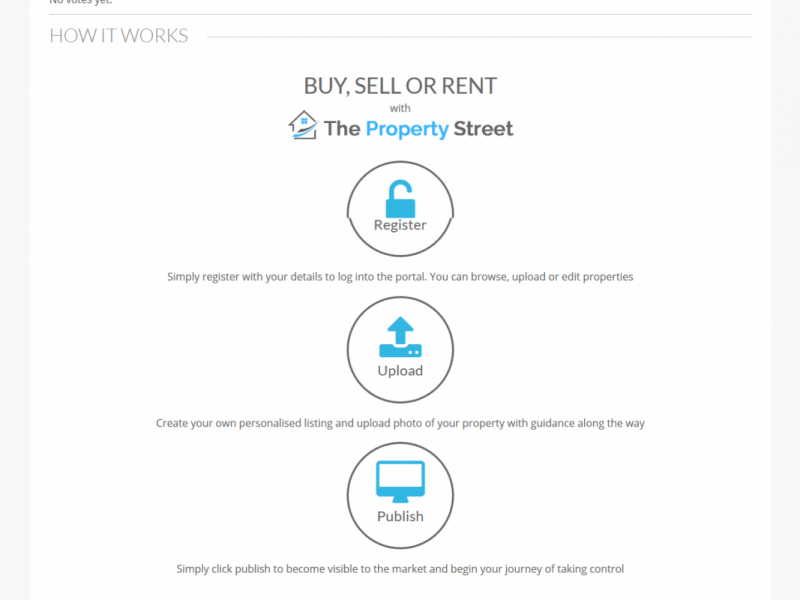 No votes yet.
HOW IT WORKS
BUY, SELL OR RENT
with
The Property Street
Register
Simply register with your details to log into the portal. You can browse, upload or edit properties
Upload
Create your own personalised listing and upload photo of your property with guidance along the way
Publish
Simply click publish to become visible to the market and begin your journey of taking control